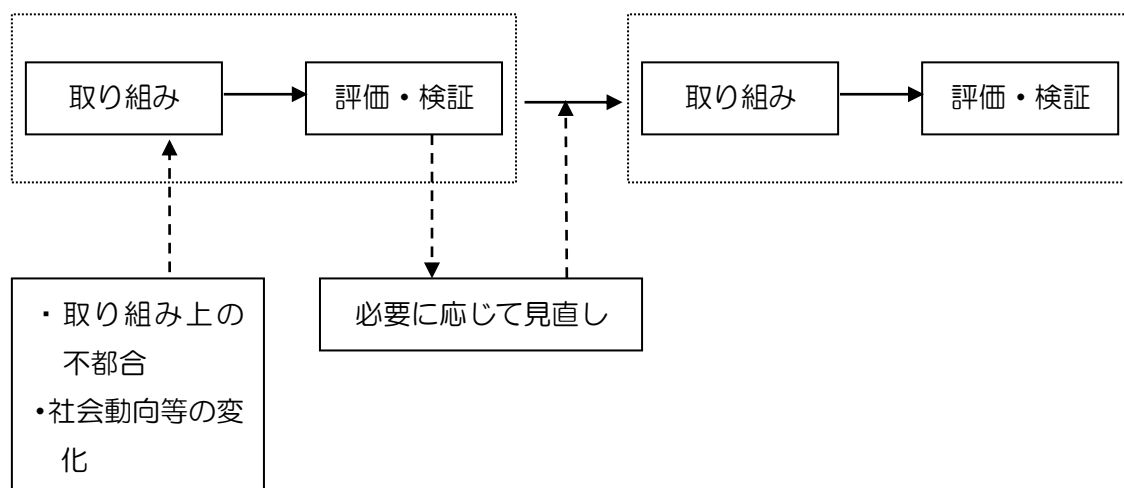 取り組み
評価・検証
取り組み
評価・検証
・取り組み上の
不都合
・社会動向等の変
化
必要に応じて見直し